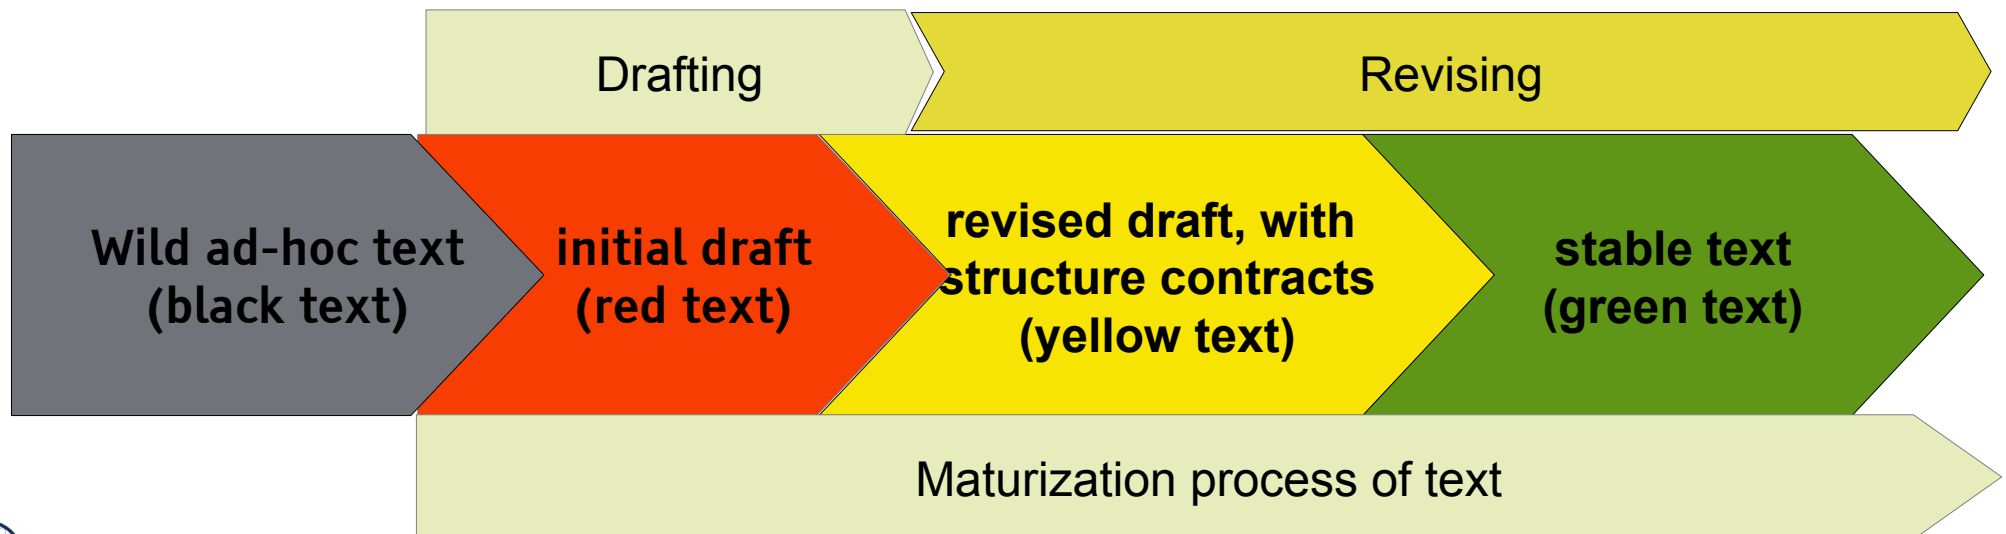 Drafting
Revising
Wild ad-hoc text
(black text)
initial draft
(red text)
revised draft, with
structure contracts
(yellow text)
stable text
(green text)
Maturization process of text